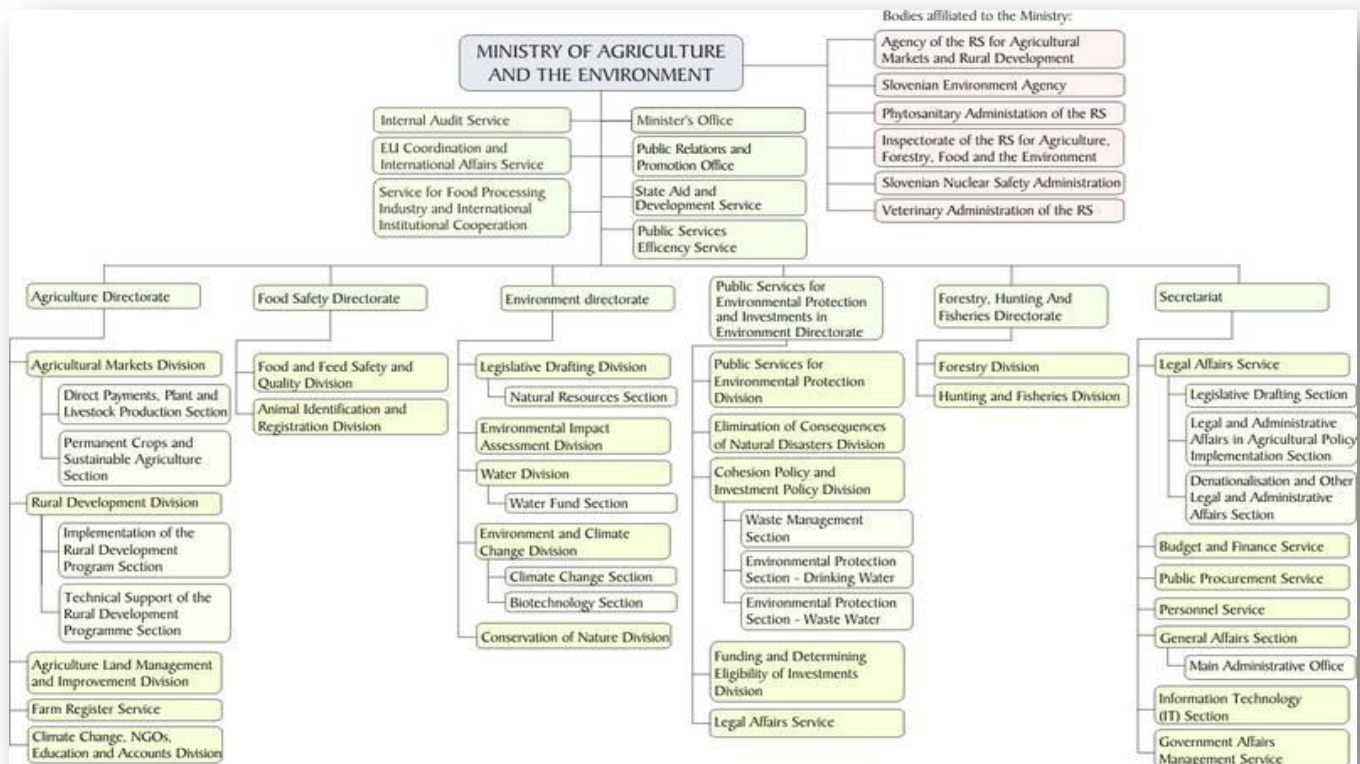 Bodies affiliated to the Ministry:
MINISTRY OF AGRICULTURE
AND THE ENVIRONMENT
Agency of the RS for Agricultural
Markets and Rural Development
Slovenian Environment Agency
Phytosanitary Administation of the RS
Inspectorate of the RS for Agriculture,
Forestry, Food and the Environment
Slovenian Nuclear Safety Administration
Veterinary Administration of the RS
Internal Audit Service
EU Coordination and
International Affairs Service
Service for Food Processing
Industry and International
Institutional Cooperation
Minister's Office
Public Relations and
Promotion Office
State Aid and
Development Service
Public Services
Efficency Service
Agriculture Directorate
Agricultural Markets Division
Direct Payments, Plant and
Livestock Production Section
Permanent Crops and
Sustainable Agriculture
Section
Rural Development Division
Implementation of the
Rural Development
Program Section
Technical Support of the
Rural Development
Programme Section
Agriculture Land Management
and Improvement Division
Farm Register Service
Climate Change, NGOs,
Education and Accounts Division
Food Safety Directorate
Food and Feed Safety and
Quality Division
Animal Identification and
Registration Division
Environment directorate
Legislative Drafting Division
Natural Resources Section
Environmental Impact
Assessment Division
Water Division
Water Fund Section
Environment and Climate
Change Division
Climate Change Section
Biotechnology Section
Conservation of Nature Division
Public Services for
Environmental Protection
and Investments in
Environment Directorate
Public Services for
Environmental Protection
Division
Elimination of Consequences
of Natural Disasters Division
Cohesion Policy and
Investment Policy Division
Waste Management
Section
Environmental Protection
Section - Drinking Water
Environmental Protection
Section - Waste Water
Funding and Determining
Eligibility of Investments
Division
Legal Affairs Service
Forestry, Hunting And
Fisheries Directorate
Forestry Division
Hunting and Fisheries Division
Secretariat
Legal Affairs Service
Legislative Drafting Section
Legal and Administrative
Affairs in Agricultural Policy
Implementation Section
Denationalisation and Other
Legal and Administrative
Affairs Section
Budget and Finance Service
Public Procurement Service
Personnel Service
General Affairs Section
Main Administrative Office
Information Technology
(IT) Section
Government Affairs
Management Service